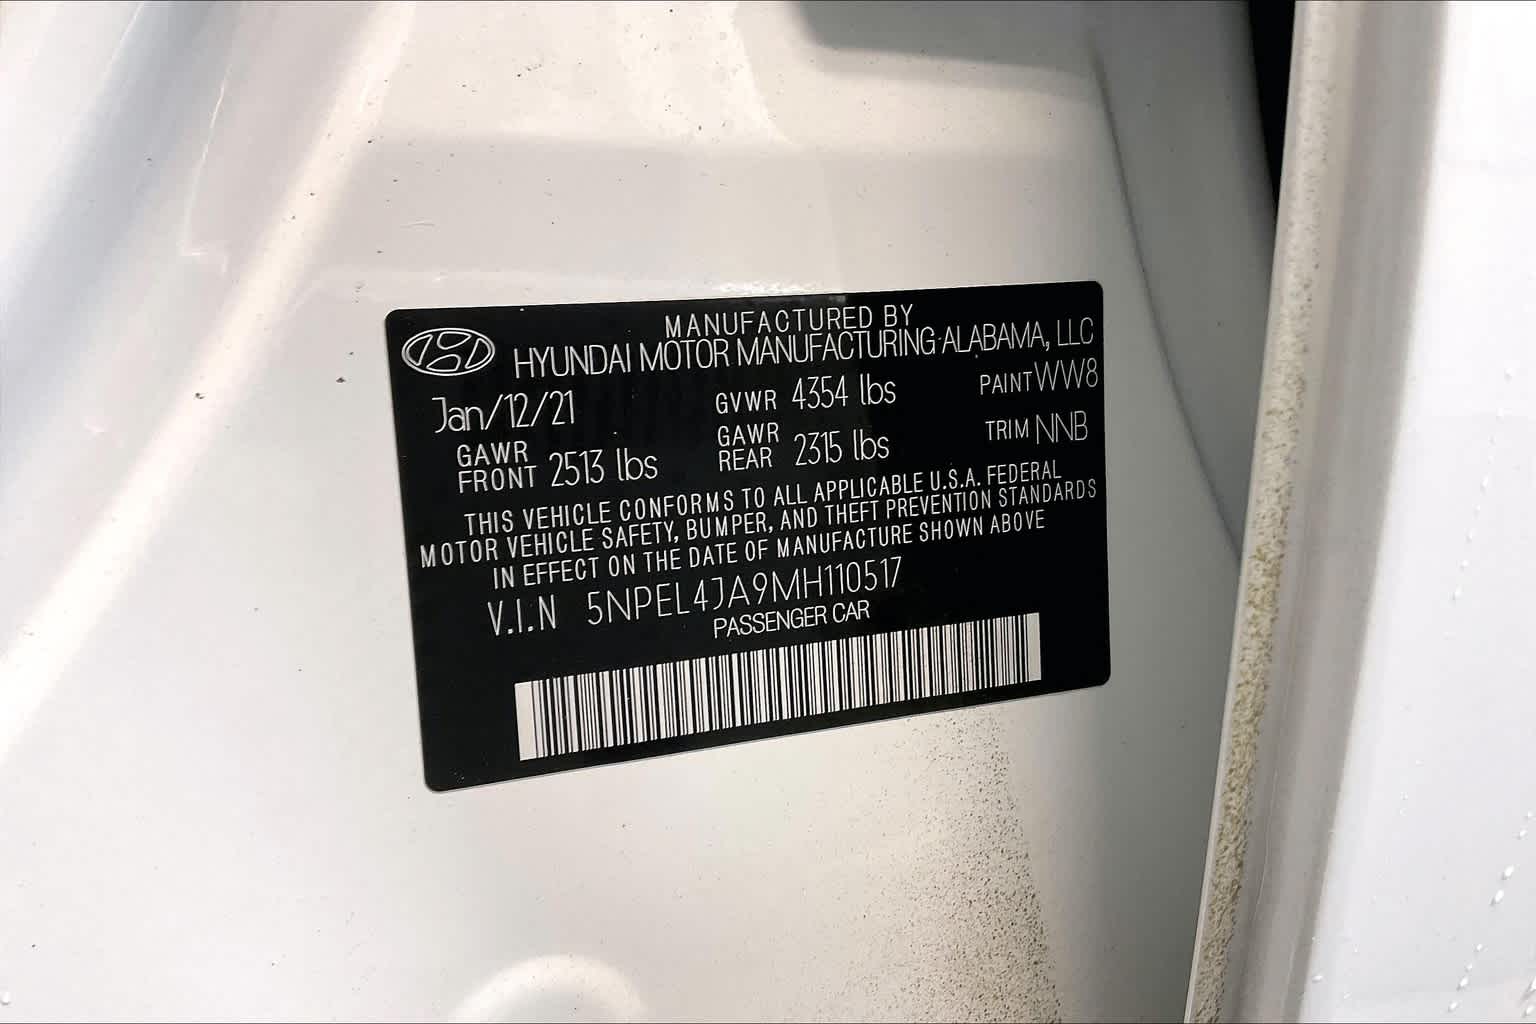 MANUFACTURED BY
HYUNDAI MOTOR MANUFACTURING ALABAMA, LLC
Jan/12/21 GVWR 4354 lbs PAINT WW8
GAWR FRONT 2513 lbs GAWR REAR 2315 lbs TRIM NNB
THIS VEHICLE CONFORMS TO ALL APPLICABLE U.S.A. FEDERAL
MOTOR VEHICLE SAFETY, BUMPER, AND THEFT PREVENTION STANDARDS
IN EFFECT ON THE DATE OF MANUFACTURE SHOWN ABOVE
V.I.N 5NPEL4JA9MH110517
PASSENGER CAR